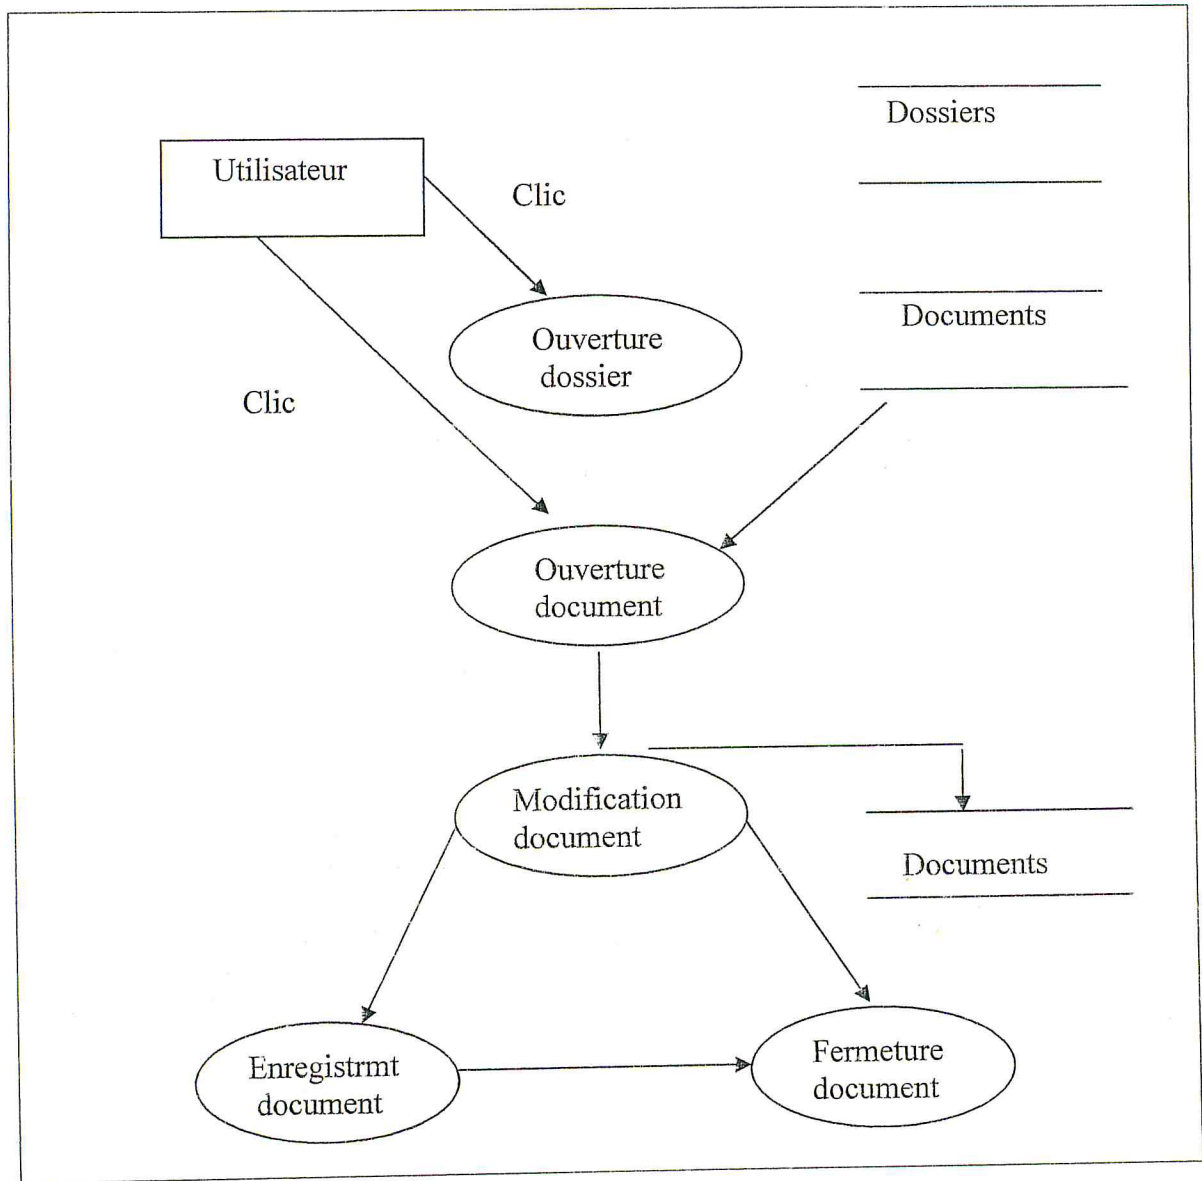 Dossiers
Utilisateur
Clic
Documents
Ouverture
dossier
Clic
Ouverture
document
Modification
document
Documents
Enregistrmt
document
Fermeture
document